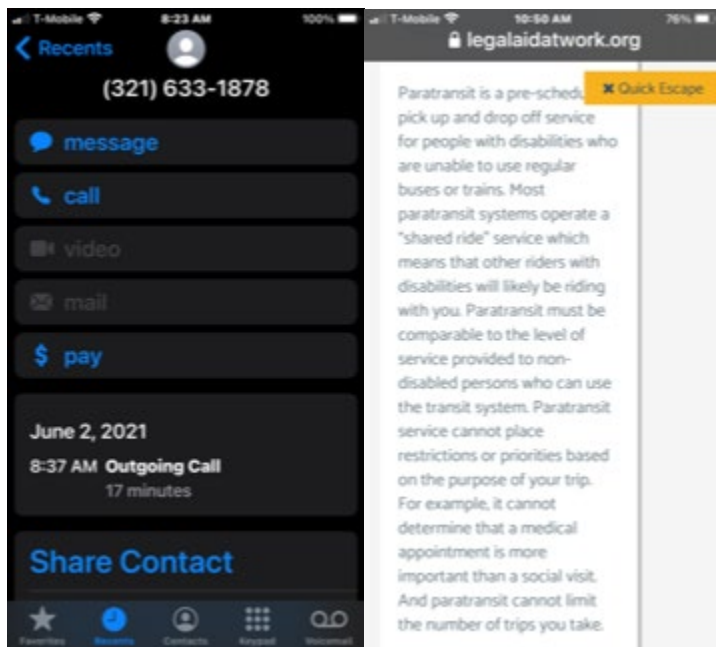 T-Mobile 8:23 AM 100%
Recents
(321) 633-1878
message
call
video
mail
$ pay
June 2, 2021
8:37 AM Outgoing Call
17 minutes
Share Contact
Favorites Recents Contacts Keypad Voicemail
T-Mobile 10:50 AM 76%
legalaidatwork.org
Quick Escape
Paratransit is a pre-schedu
pick up and drop off service
for people with disabilities who
are unable to use regular
buses or trains. Most
paratransit systems operate a
"shared ride" service which
means that other riders with
disabilities will likely be riding
with you. Paratransit must be
comparable to the level of
service provided to non-
disabled persons who can use
the transit system. Paratransit
service cannot place
restrictions or priorities based
on the purpose of your trip.
For example, it cannot
determine that a medical
appointment is more
important than a social visit.
And paratransit cannot limit
the number of trips you take.